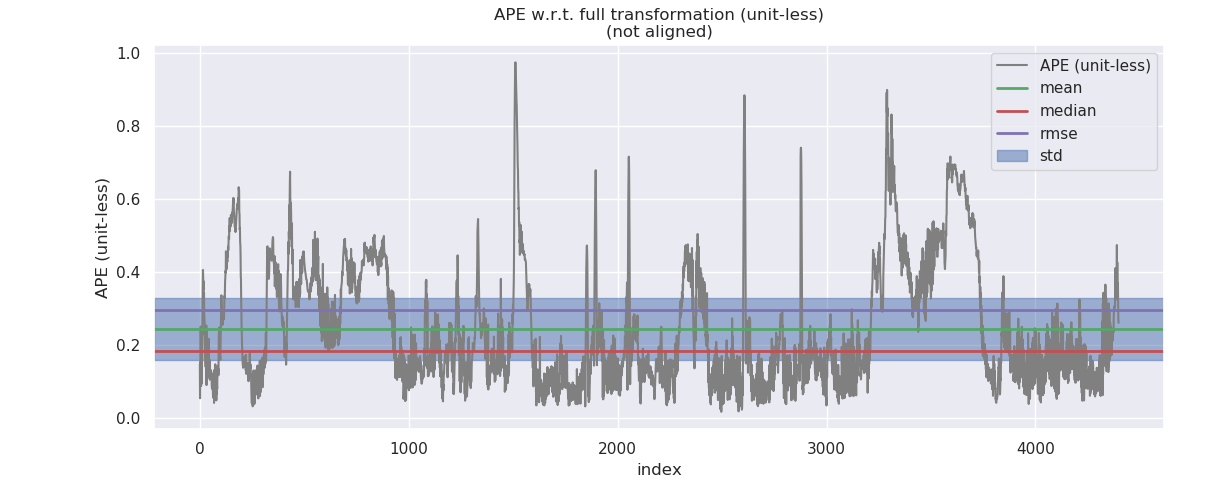 APE w.r.t. full transformation (unit-less)
(not aligned)
APE (unit-less)
1.0
0.8
0.6
0.4
0.2
0.0
APE (unit-less)
mean
median
rmse
std
0 1000 2000 3000 4000
index